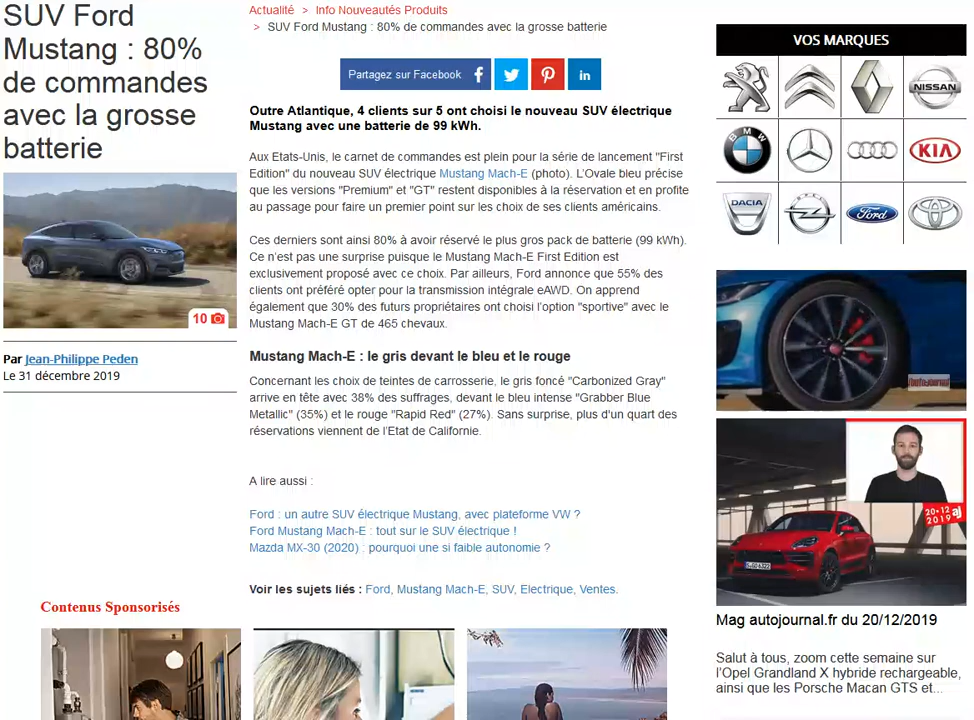 SUV Ford
Mustang : 80%
de commandes
avec la grosse
batterie
10
Par Jean-Philippe Peden
Le 31 décembre 2019
Actualité > Info Nouveautés Produits
> SUV Ford Mustang : 80% de commandes avec la grosse batterie
Partagez sur Facebook
Outre Atlantique, 4 clients sur 5 ont choisi le nouveau SUV électrique
Mustang avec une batterie de 99 kWh.
Aux Etats-Unis, le carnet de commandes est plein pour la série de lancement "First
Edition" du nouveau SUV électrique Mustang Mach-E (photo). L'Ovale bleu précise
que les versions "Premium" et "GT" restent disponibles à la réservation et en profite
au passage pour faire un premier point sur les choix de ses clients américains.
Ces derniers sont ainsi 80% à avoir réservé le plus gros pack de batterie (99 kWh).
Ce n'est pas une surprise puisque le Mustang Mach-E First Edition est
exclusivement proposé avec ce choix. Par ailleurs, Ford annonce que 55% des
clients ont préféré opter pour la transmission intégrale eAWD. On apprend
également que 30% des futurs propriétaires ont choisi l'option "sportive" avec le
Mustang Mach-E GT de 465 chevaux.
Mustang Mach-E : le gris devant le bleu et le rouge
Concernant les choix de teintes de carrosserie, le gris foncé "Carbonized Gray"
arrive en tête avec 38% des suffrages, devant le bleu intense "Grabber Blue
Metallic" (35%) et le rouge "Rapid Red" (27%). Sans surprise, plus d'un quart des
réservations viennent de l'Etat de Californie.
A lire aussi :
Ford : un autre SUV électrique Mustang, avec plateforme VW ?
Ford Mustang Mach-E : tout sur le SUV électrique !
Mazda MX-30 (2020) : pourquoi une si faible autonomie ?
Voir les sujets liés : Ford, Mustang Mach-E, SUV, Electrique, Ventes.
Contenus Sponsorisés
VOS MARQUES
NISSAN
BMW
KIA
DACIA
Ford
20•12
2019 aj
Mag autojournal.fr du 20/12/2019
Salut à tous, zoom cette semaine sur
l'Opel Grandland X hybride rechargeable,
ainsi que les Porsche Macan GTS et...